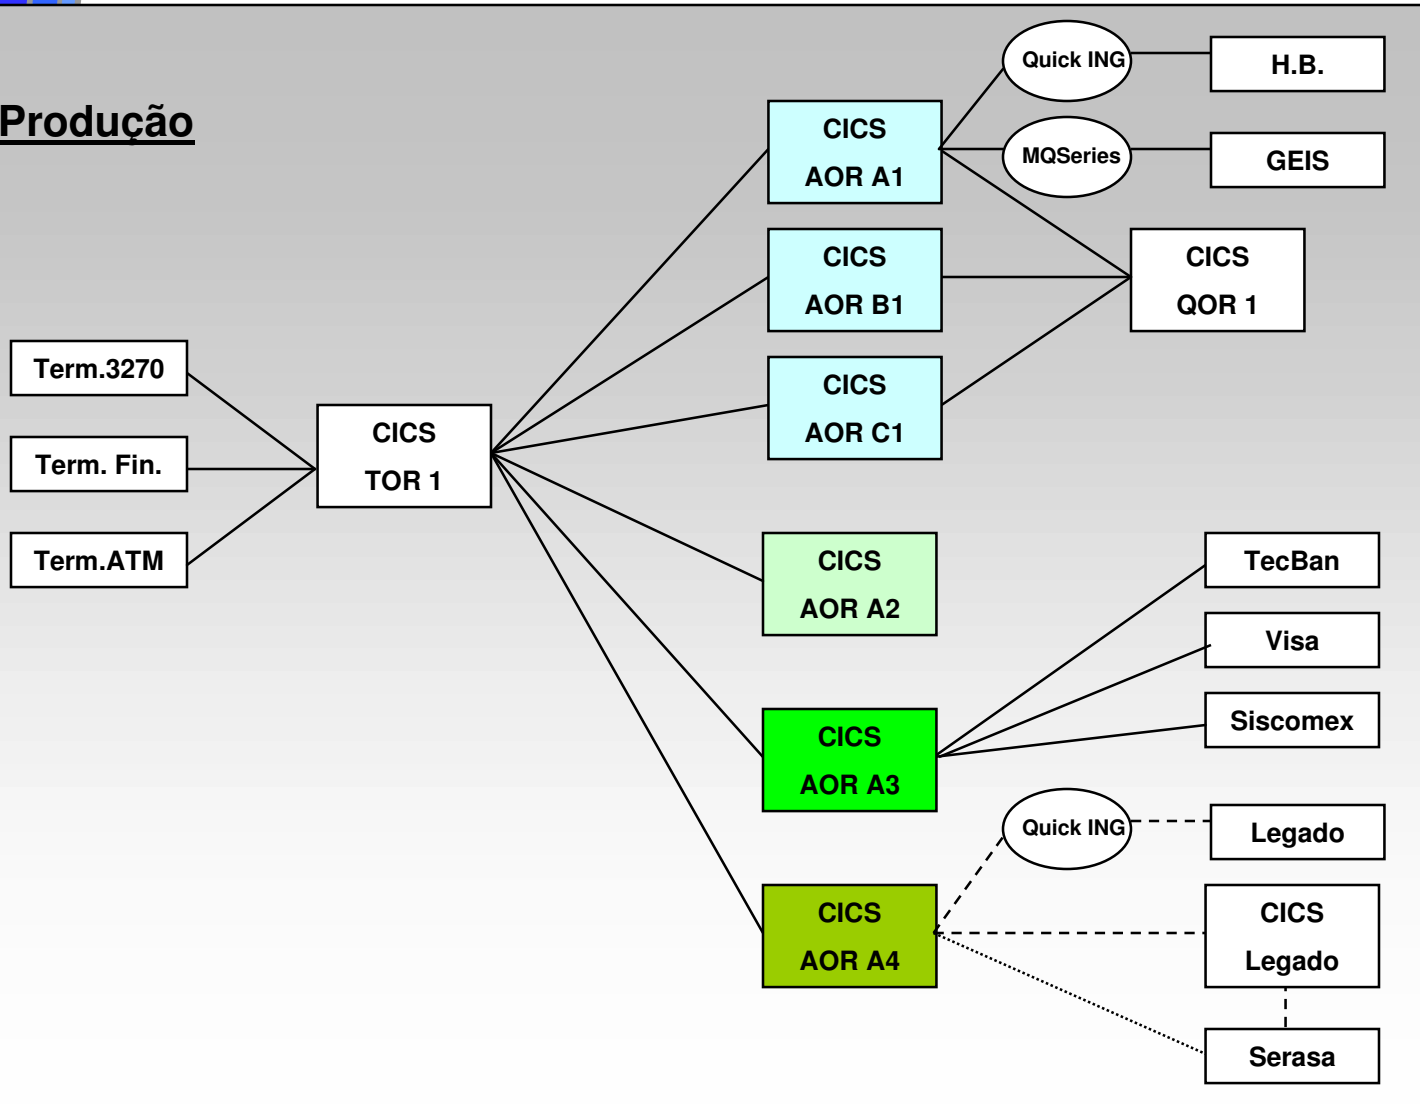 Produção
Quick ING
H.B.
CICS
AOR A1
MQSeries
GEIS
CICS
AOR B1
CICS
QOR 1
CICS
AOR C1
Term.3270
Term. Fin.
Term.ATM
CICS
TOR 1
CICS
AOR A2
TecBan
Visa
Siscomex
CICS
AOR A3
Quick ING
Legado
CICS
AOR A4
CICS
Legado
Serasa